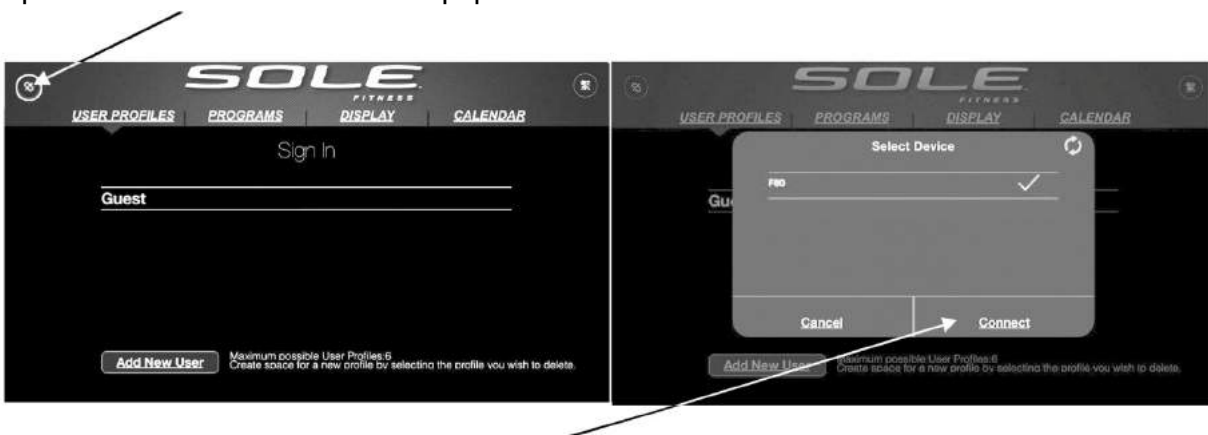 SOLE
FITNESS
USER PROFILES PROGRAMS DISPLAY CALENDAR
Sign In
Guest
Add New User
Maximum possible User Profiles:6
Create space for a new profile by selecting the profile you wish to delete.
SOLE
FITNESS
USER PROFILES PROGRAMS DISPLAY CALENDAR
Select Device
F80
Gu
Cancel Connect
Add New User
Maximum possible User Profiles:6
Create space for a new profile by selecting the profile you wish to delete.